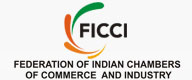 FICCI
FEDERATION OF INDIAN CHAMBERS
OF COMMERCE AND INDUSTRY